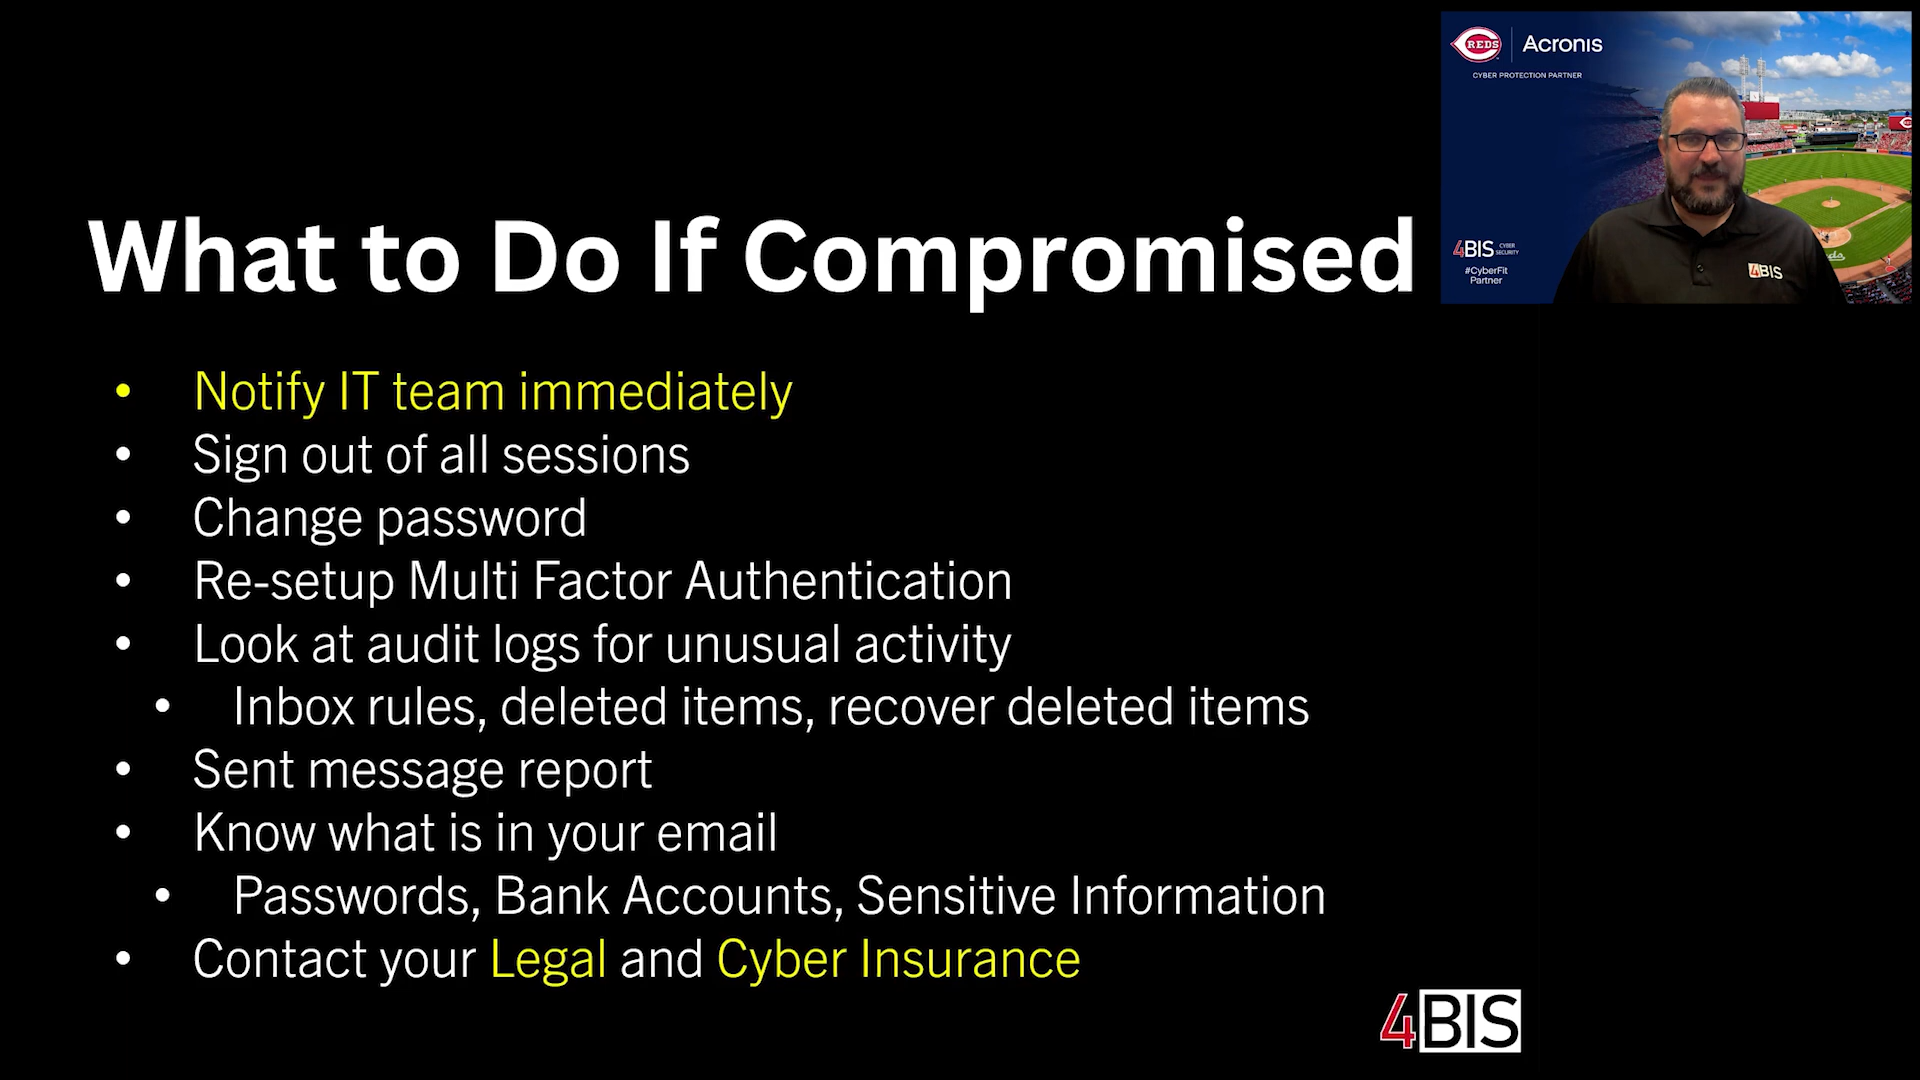 What to Do If Compromised
• Notify IT team immediately
• Sign out of all sessions
• Change password
• Re-setup Multi Factor Authentication
• Look at audit logs for unusual activity
• Inbox rules, deleted items, recover deleted items
• Sent message report
• Know what is in your email
• Passwords, Bank Accounts, Sensitive Information
• Contact your Legal and Cyber Insurance
4BIS
REDS | Acronis
CYBER PROTECTION PARTNER
4BIS CYBER SECURITY
#CyberFit
Partner
4BIS